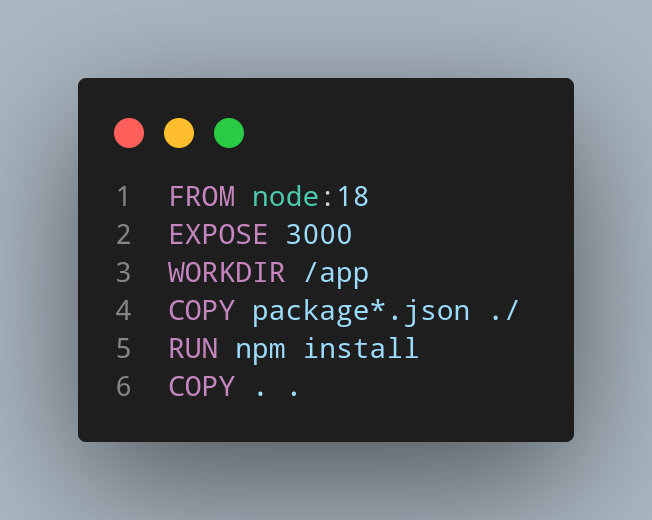 1 FROM node:18
2 EXPOSE 3000
3 WORKDIR /app
4 COPY package*.json ./
5 RUN npm install
6 COPY . .